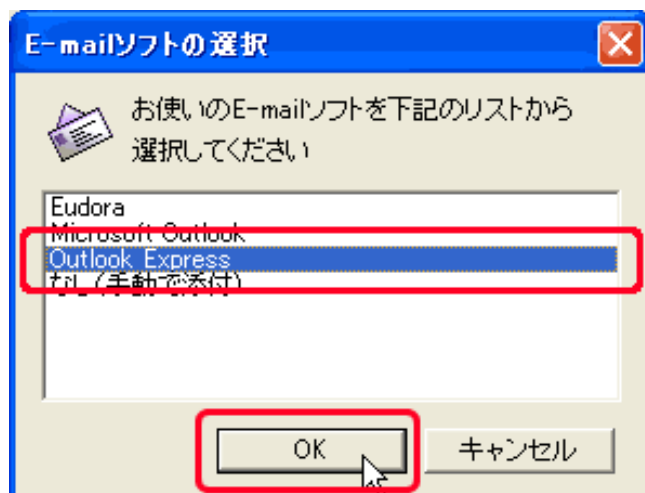 E-mailソフトの選択
お使いのE-mailソフトを下記のリストから
選択してください
Eudora
Microsoft Outlook
Outlook Express
なし(手動で添付)
OK
キャンセル